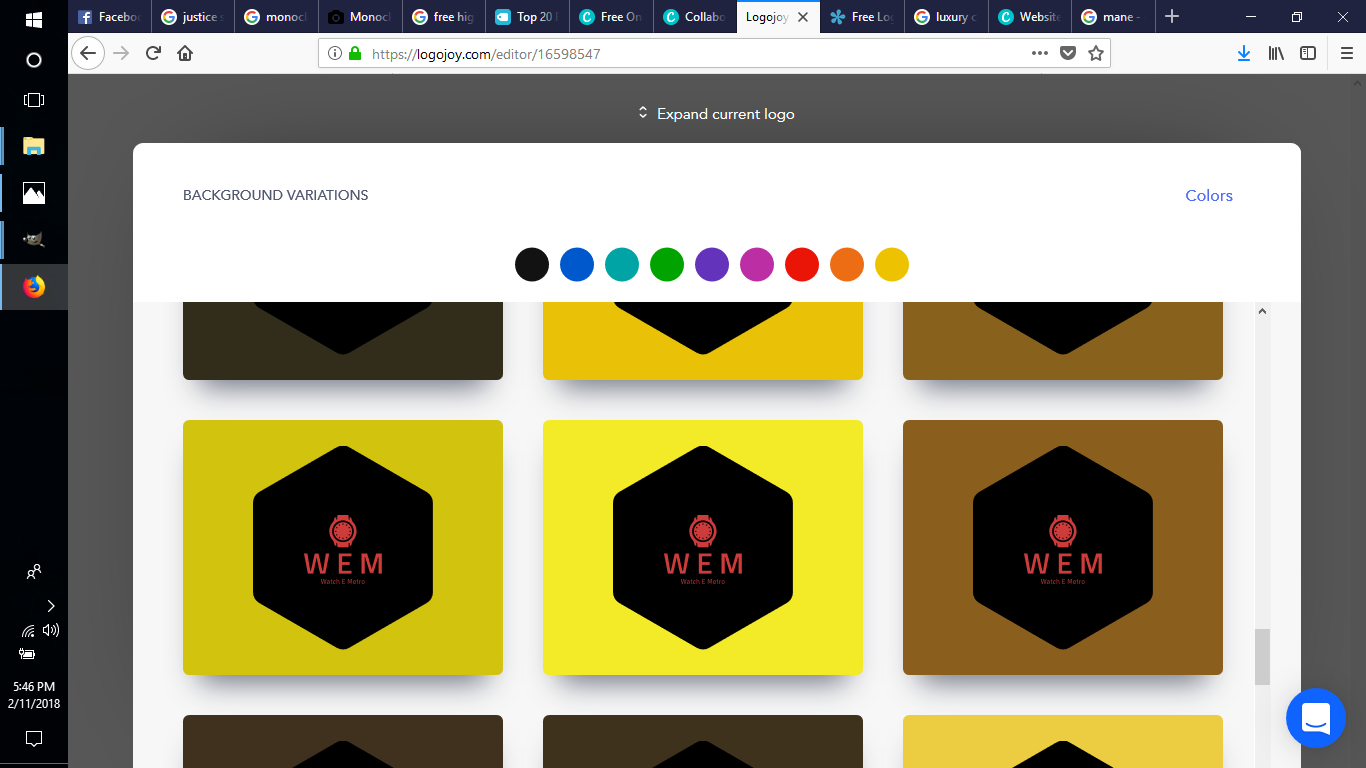 Faceboo
justice s
monocl
Monocl
free hig
Top 20
Free On
Collabo
Logojoy
Free Lo
luxury c
Website
mane -
https://logojoy.com/editor/16598547
Expand current logo
BACKGROUND VARIATIONS
Colors
WEM
Watch E Metro
WEM
Watch E Metro
WEM
Watch E Metro
5:46 PM
2/11/2018